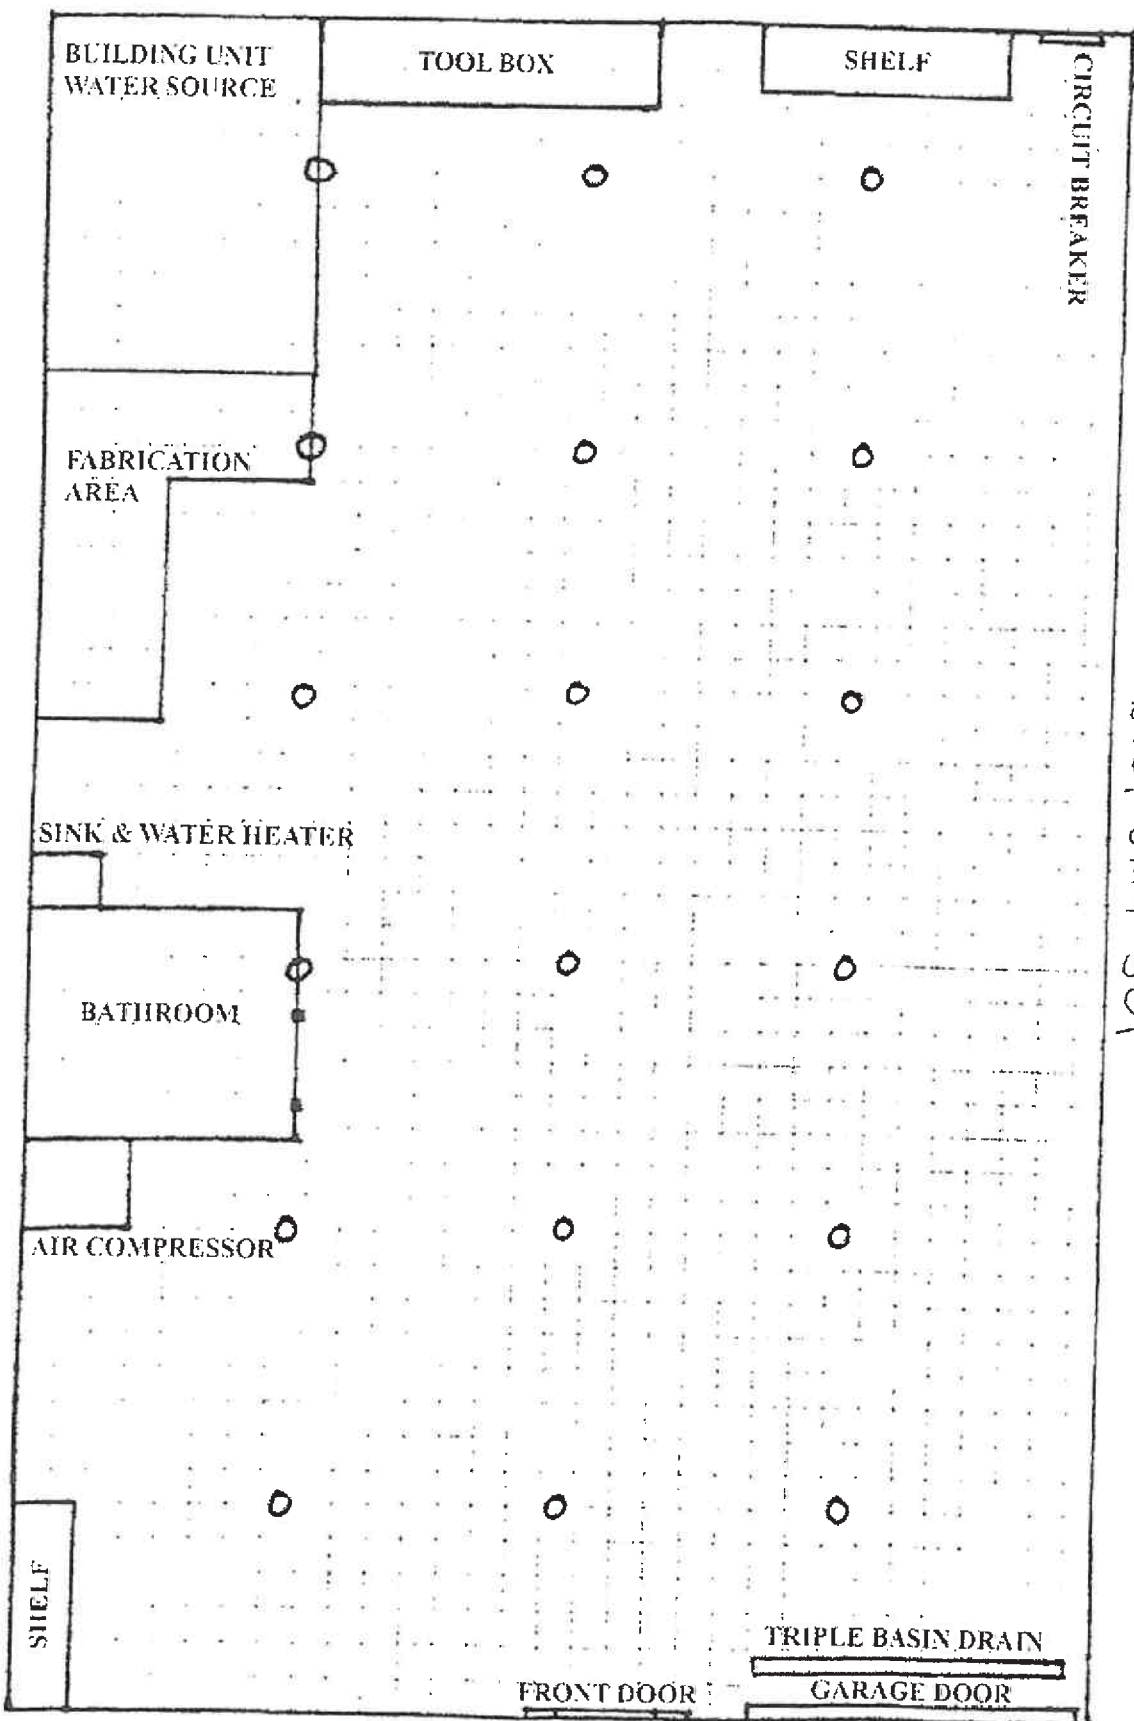 BUILDING UNIT
WATER SOURCE
TOOL BOX
SHELF
CIRCUIT BREAKER
FABRICATION
AREA
SINK & WATER HEATER
BATHROOM
AIR COMPRESSOR
SHELF
TRIPLE BASIN DRAIN
FRONT DOOR
GARAGE DOOR